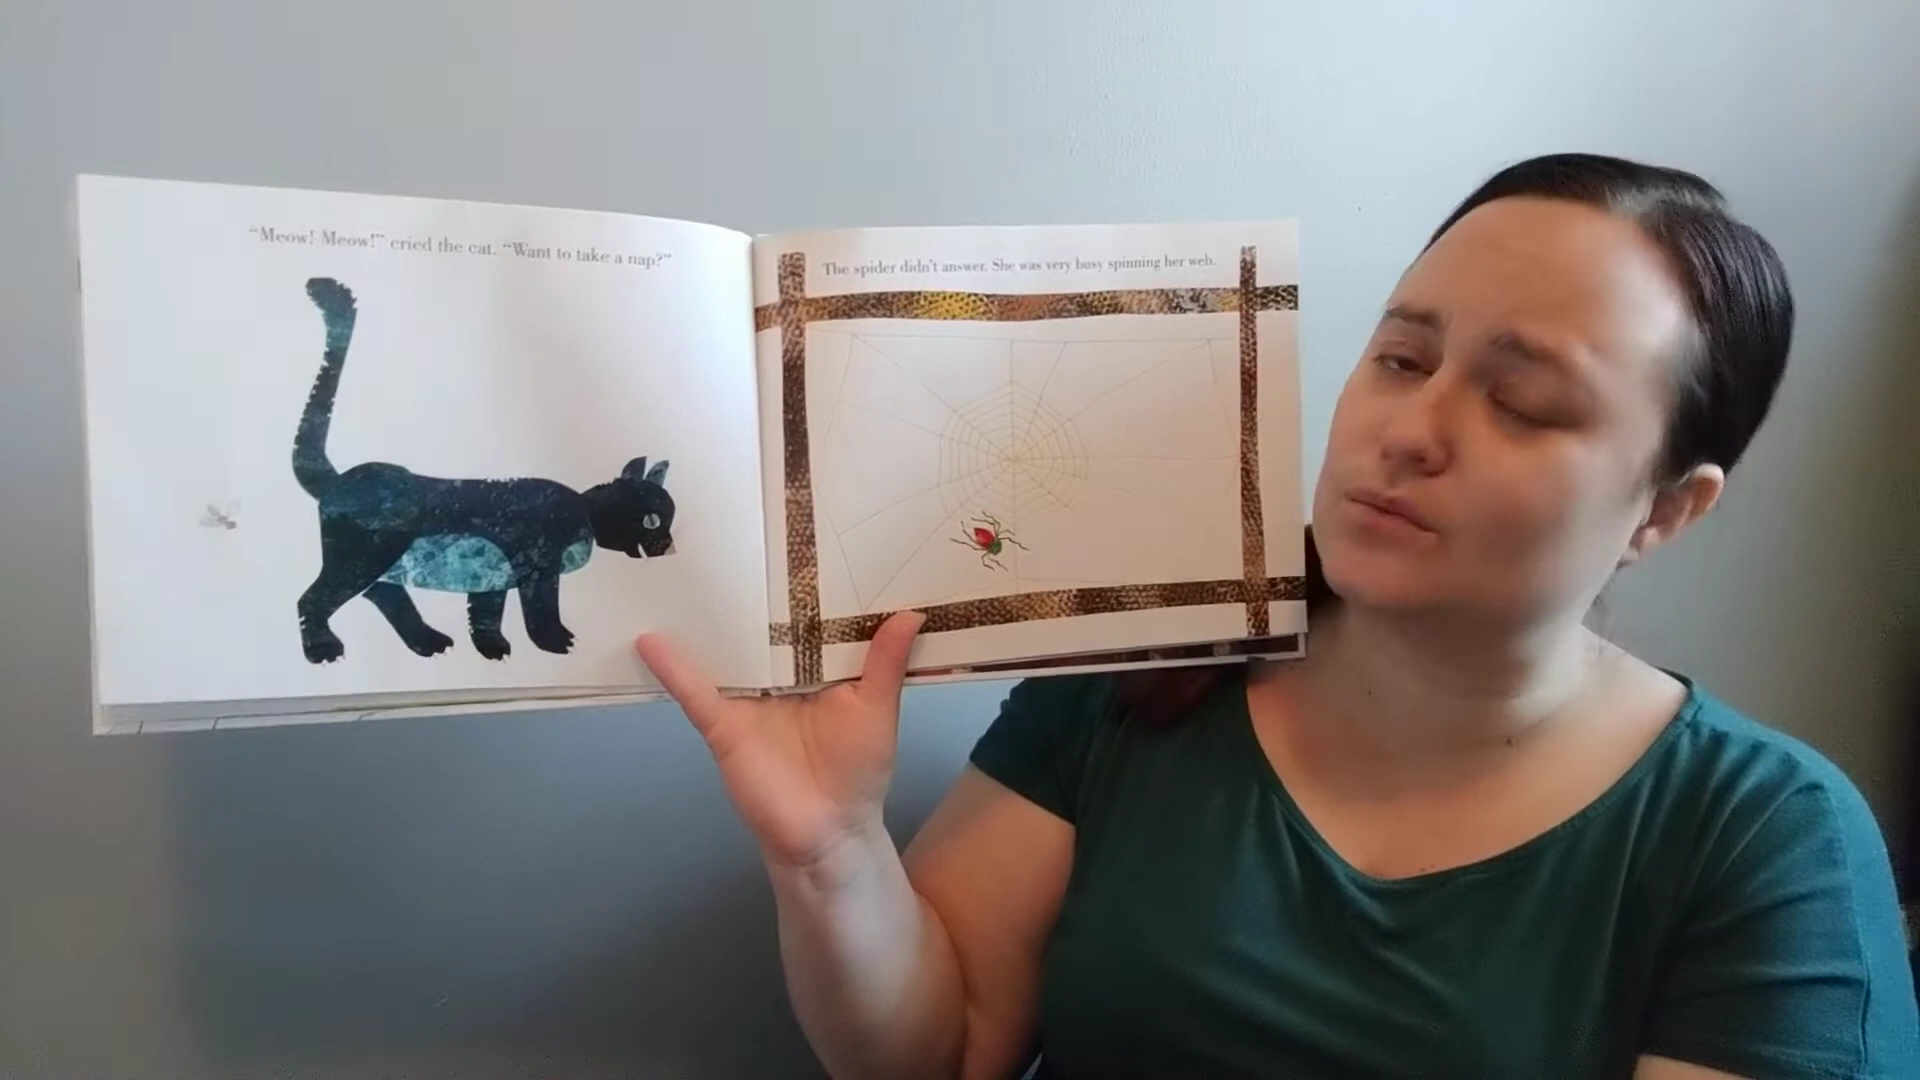 “Meow! Meow!” cried the cat. “Want to take a nap?”
The spider didn't answer. She was very busy spinning her web.